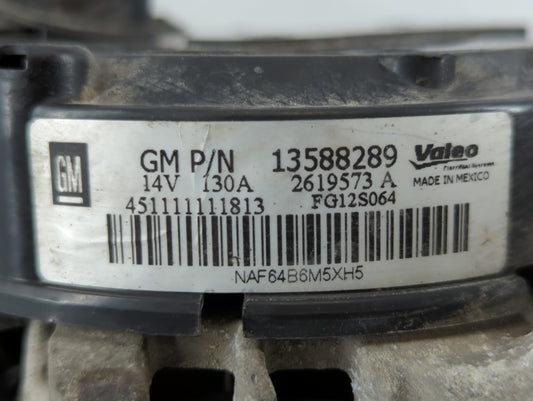 GM
GM P/N 13588289
Valeo
14V 130A 2619573 A
MADE IN MEXICO
451111111813 FG12S064
NAF64B6M5XH5